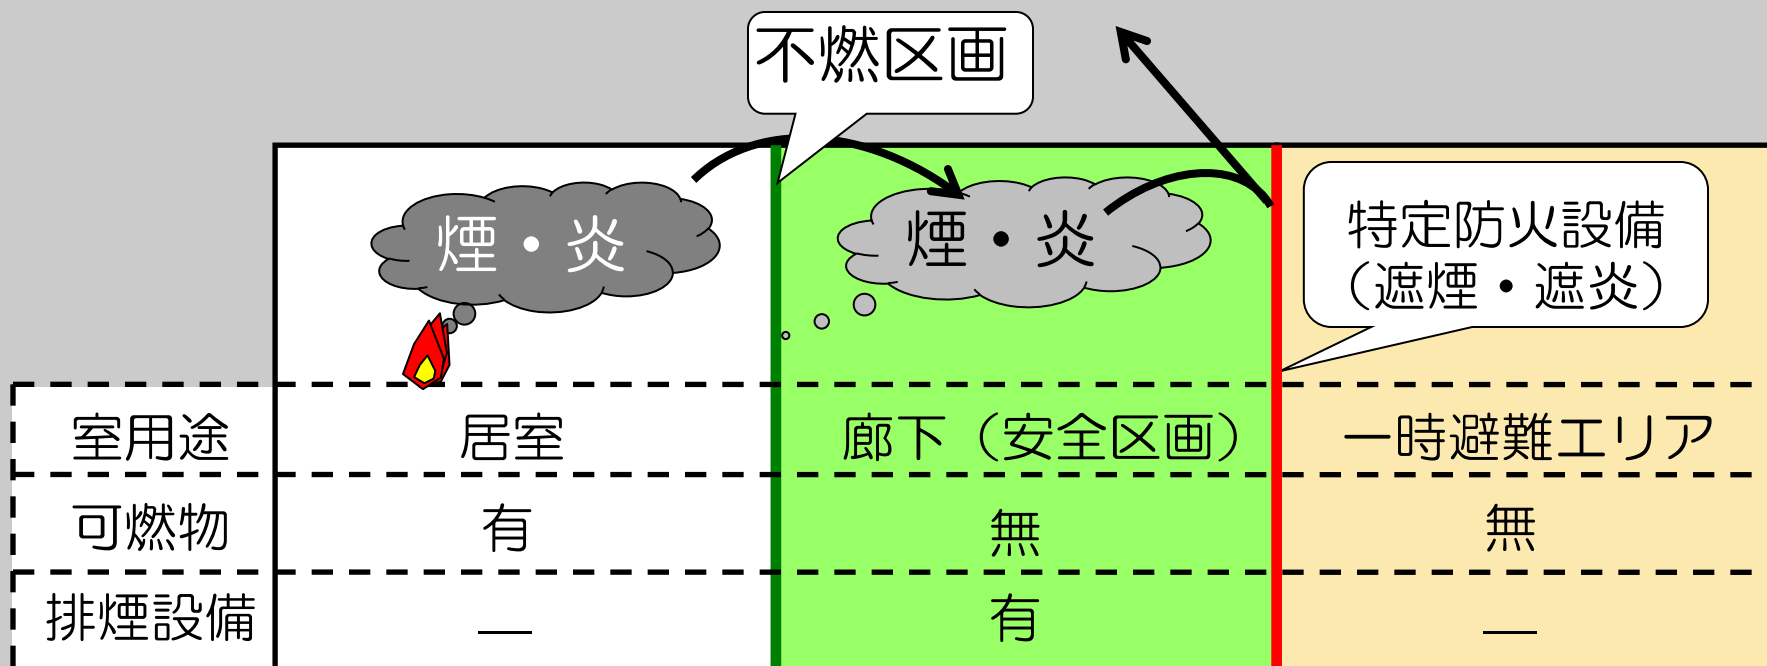 不燃区画
煙・炎
煙・炎
特定防火設備
（遮煙・遮炎）
室用途
居室
廊下（安全区画）
一時避難エリア
可燃物
有
無
無
排煙設備
―
有
―